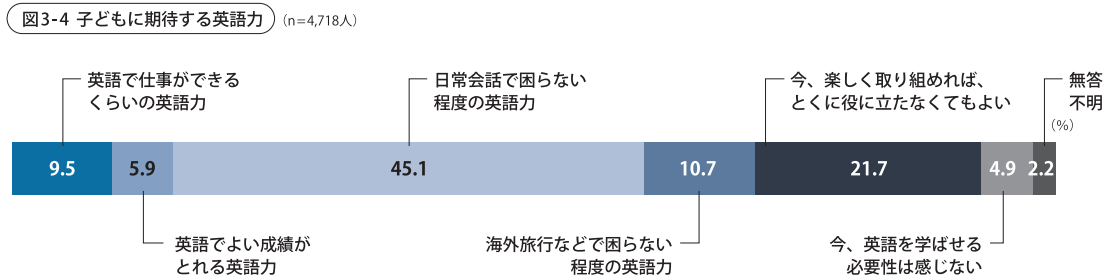 図3-4 子どもに期待する英語力 (n=4,718人)
英語で仕事ができる
くらいの英語力
日常会話で困らない
程度の英語力
今、楽しく取り組めれば、
とくに役に立たなくてもよい
無答
不明
(%)
9.5 5.9 45.1 10.7 21.7 4.9 2.2
英語でよい成績が
とれる英語力
海外旅行などで困らない
程度の英語力
今、英語を学ばせる
必要性は感じない